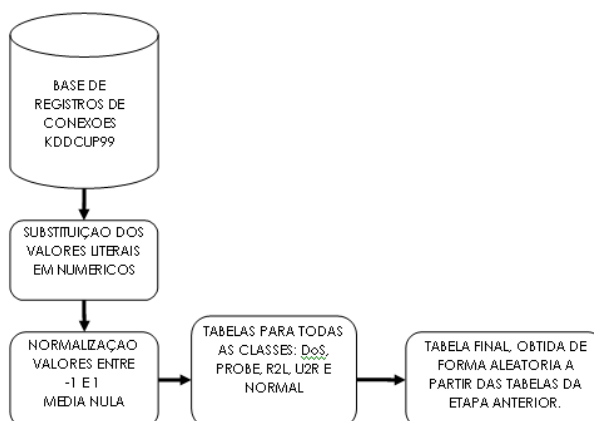 BASE DE
REGISTROS DE
CONEXOES
KDDCUP99
SUBSTITUIÇAO DOS
VALORES LITERAIS
EM NUMERICOS
NORMALIZAÇAO
VALORES ENTRE
-1 E 1
MEDIA NULA
TABELAS PARA TODAS
AS CLASSES: DoS,
PROBE, R2L, U2R E
NORMAL
TABELA FINAL, OBTIDA DE
FORMA ALEATORIA A
PARTIR DAS TABELAS DA
ETAPA ANTERIOR.